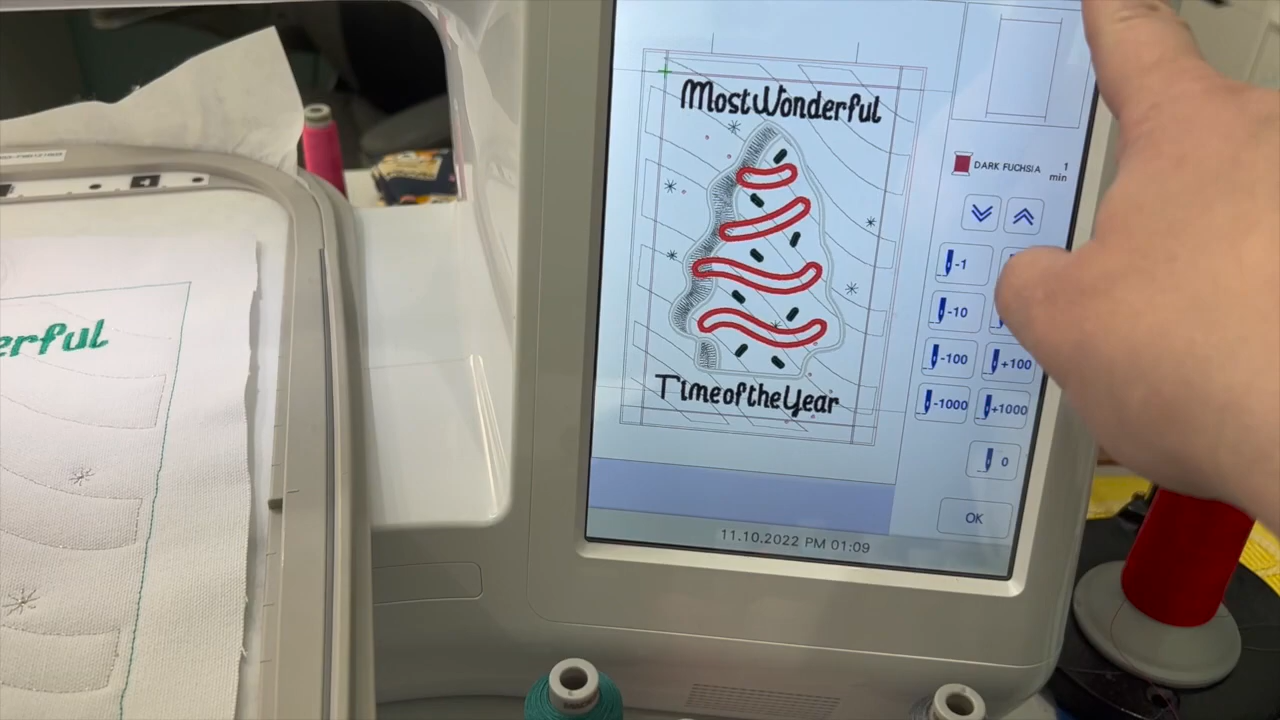 Most Wonderful
Time of the Year
DARK FUCHSIA
1
min
-1
-10
-100
+100
-1000
+1000
0
OK
11.10.2022 PM 01:09
erful